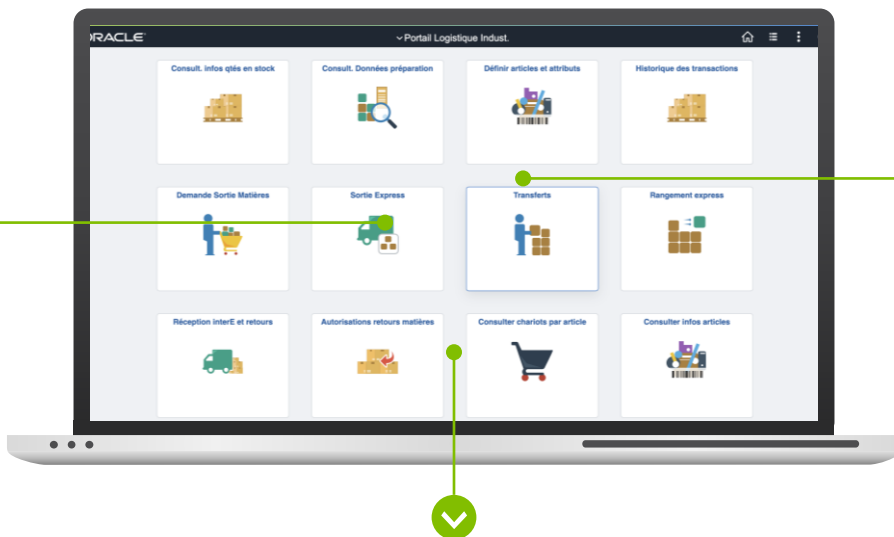 ORACLE
Portail Logistique Indust.
Consult. infos qtés en stock
Consult. Données préparation
Définir articles et attributs
Historique des transactions
Demande Sortie Matières
Sortie Express
Transferts
Rangement express
Réception interE et retours
Autorisations retours matières
Consulter chariots par article
Consulter infos articles